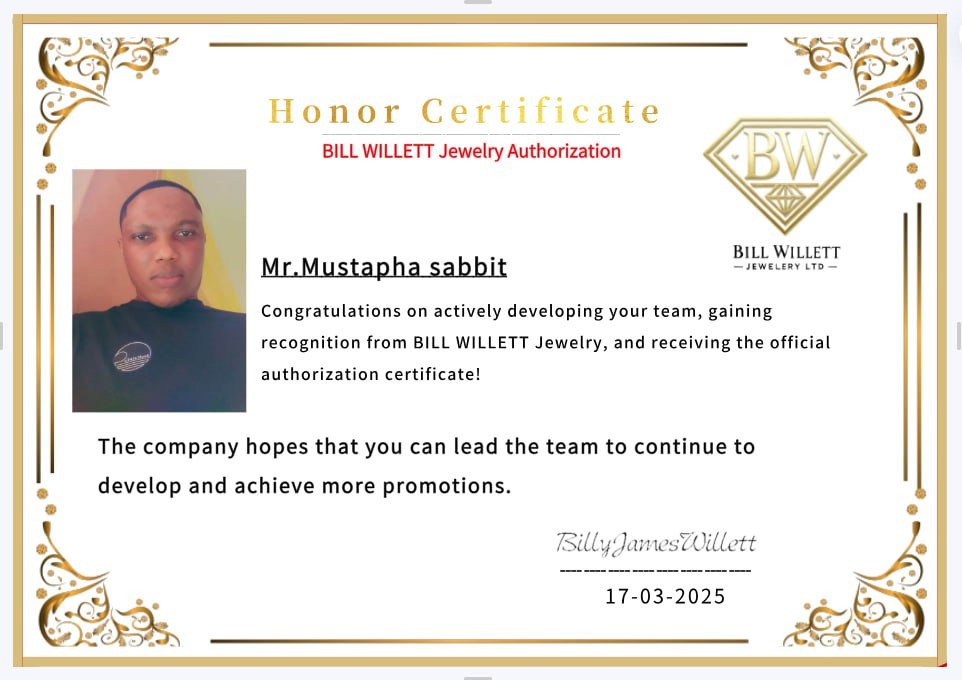 Honor Certificate
BILL WILLETT Jewelry Authorization
BW
BILL WILLETT
JEWELERY LTD
Mr.Mustapha sabbit
Congratulations on actively developing your team, gaining
recognition from BILL WILLETT Jewelry, and receiving the official
authorization certificate!
The company hopes that you can lead the team to continue to
develop and achieve more promotions.
BillyJamesWillett
17-03-2025